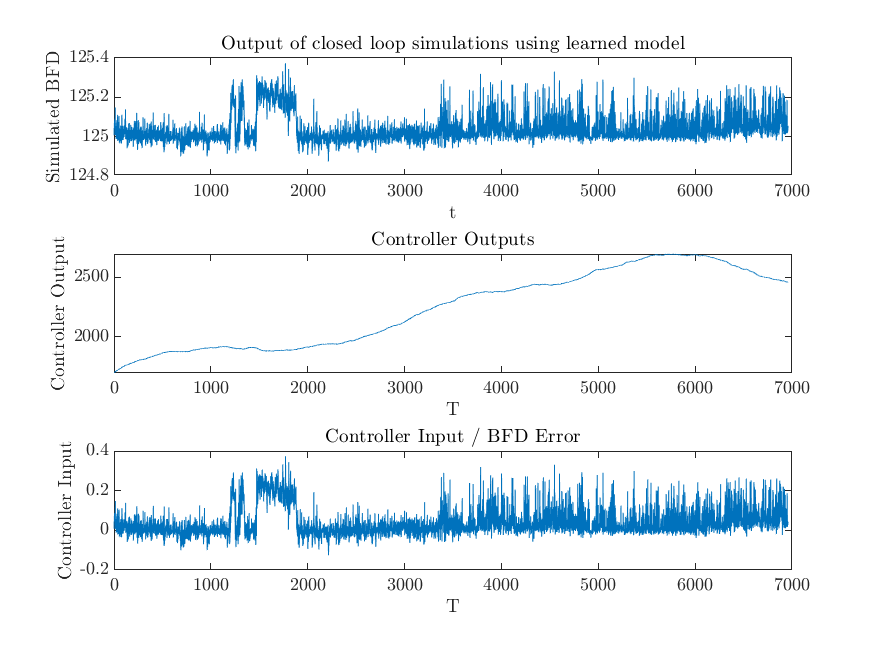 Output of closed loop simulations using learned model
125.4
125.2
125
124.8
Simulated BFD
0 1000 2000 3000 4000 5000 6000 7000
t
Controller Outputs
2500
2000
Controller Output
0 1000 2000 3000 4000 5000 6000 7000
T
Controller Input / BFD Error
0.4
0.2
0
-0.2
Controller Input
0 1000 2000 3000 4000 5000 6000 7000
T